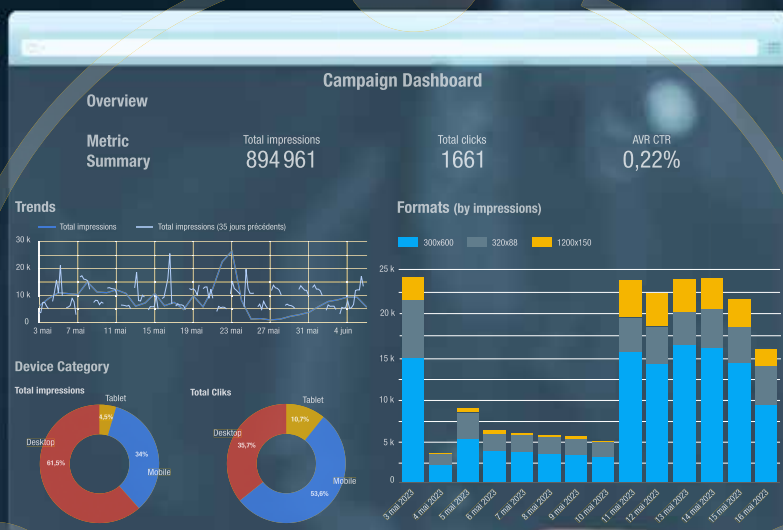 Campaign Dashboard
Overview
Metric Summary
Total impressions
894 961
Total clicks
1661
AVR CTR
0,22%
Trends
Total impressions
Total impressions (35 jours précédents)
30 k
20 k
10 k
0
3 mai 7 mai 11 mai 15 mai 19 mai 23 mai 27 mai 31 mai 4 juin
Formats (by impressions)
300x600 320x88 1200x150
25 k
20 k
15 k
10 k
5 k
0
3 mai 2023 4 mai 2023 5 mai 2023 6 mai 2023 7 mai 2023 8 mai 2023 9 mai 2023 10 mai 2023 11 mai 2023 12 mai 2023 13 mai 2023 14 mai 2023 15 mai 2023 16 mai 2023
Device Category
Total impressions
Tablet
4,5%
Desktop
61,5%
34%
Mobile
Total Cliks
Tablet
10,7%
Desktop
35,7%
Mobile
53,6%